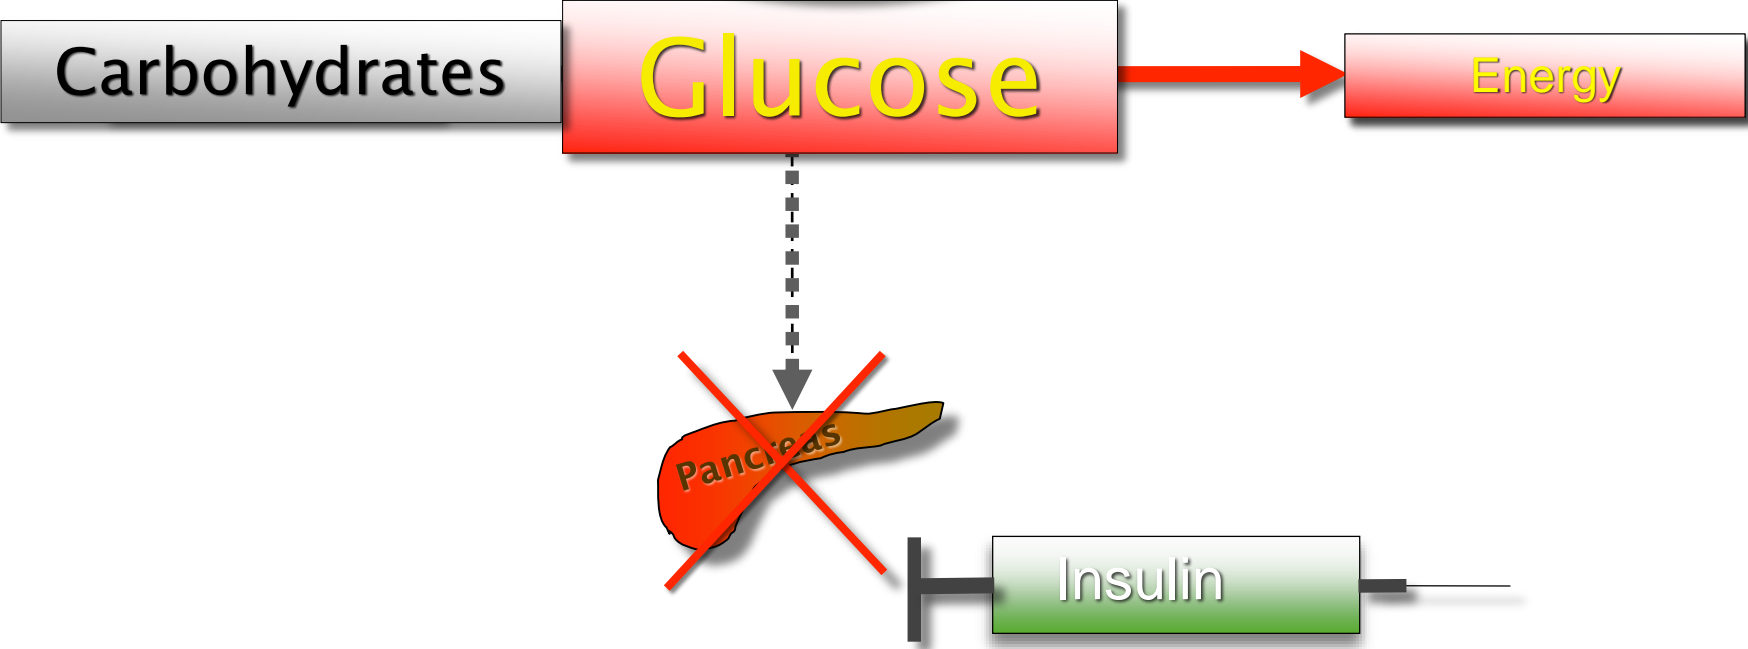 Carbohydrates
Glucose
Energy
Pancreas
Insulin